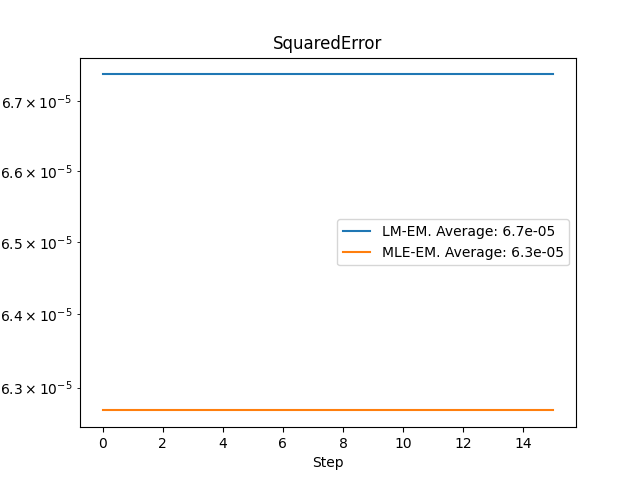 SquaredError
6.7 × 10⁻⁵
6.6 × 10⁻⁵
6.5 × 10⁻⁵
6.4 × 10⁻⁵
6.3 × 10⁻⁵
LM-EM. Average: 6.7e-05
MLE-EM. Average: 6.3e-05
0 2 4 6 8 10 12 14
Step